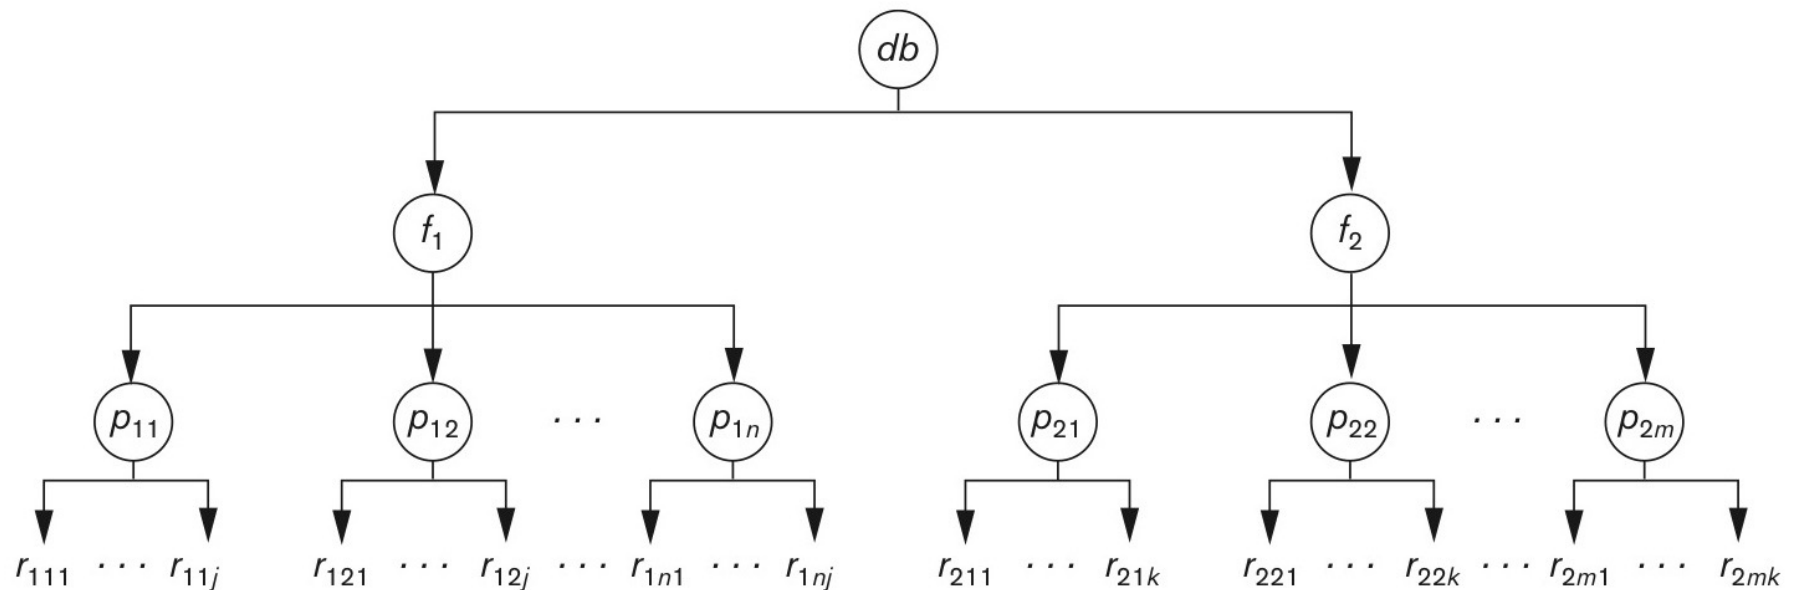 db
f₁ f₂
p₁₁ p₁₂ . . . p₁ₙ p₂₁ p₂₂ . . . p₂ₘ
r₁₁₁ . . . r₁₁ⱼ r₁₂₁ . . . r₁₂ⱼ . . . r₁ₙ₁ . . . r₁ₙⱼ r₂₁₁ . . . r₂₁ₖ r₂₂₁ . . . r₂₂ₖ . . . r₂ₘ₁ . . . r₂ₘₖ